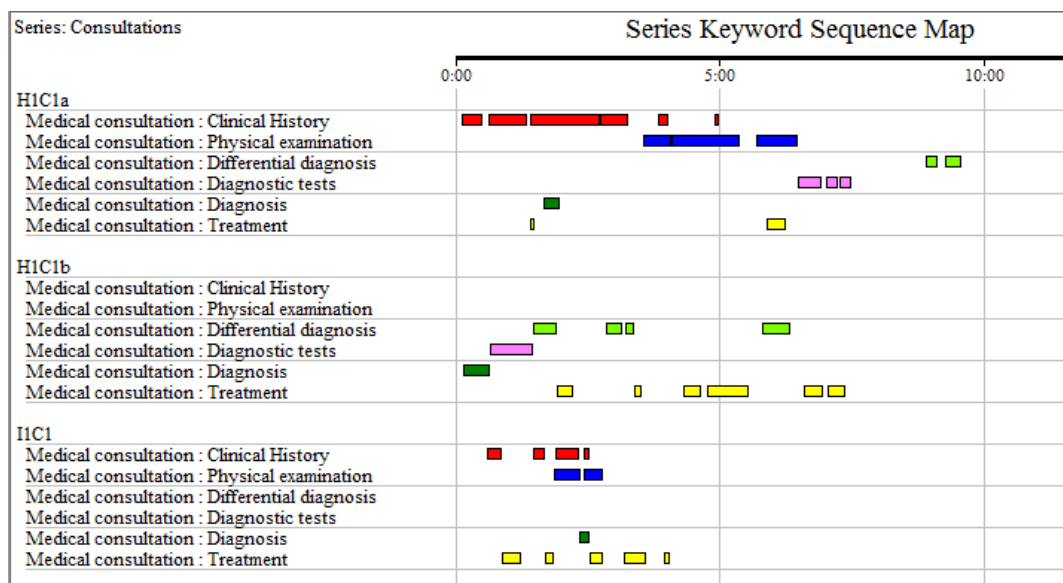 Series: Consultations
Series Keyword Sequence Map
0:00 5:00 10:00
H1C1a
Medical consultation : Clinical History
Medical consultation : Physical examination
Medical consultation : Differential diagnosis
Medical consultation : Diagnostic tests
Medical consultation : Diagnosis
Medical consultation : Treatment
H1C1b
Medical consultation : Clinical History
Medical consultation : Physical examination
Medical consultation : Differential diagnosis
Medical consultation : Diagnostic tests
Medical consultation : Diagnosis
Medical consultation : Treatment
I1C1
Medical consultation : Clinical History
Medical consultation : Physical examination
Medical consultation : Differential diagnosis
Medical consultation : Diagnostic tests
Medical consultation : Diagnosis
Medical consultation : Treatment